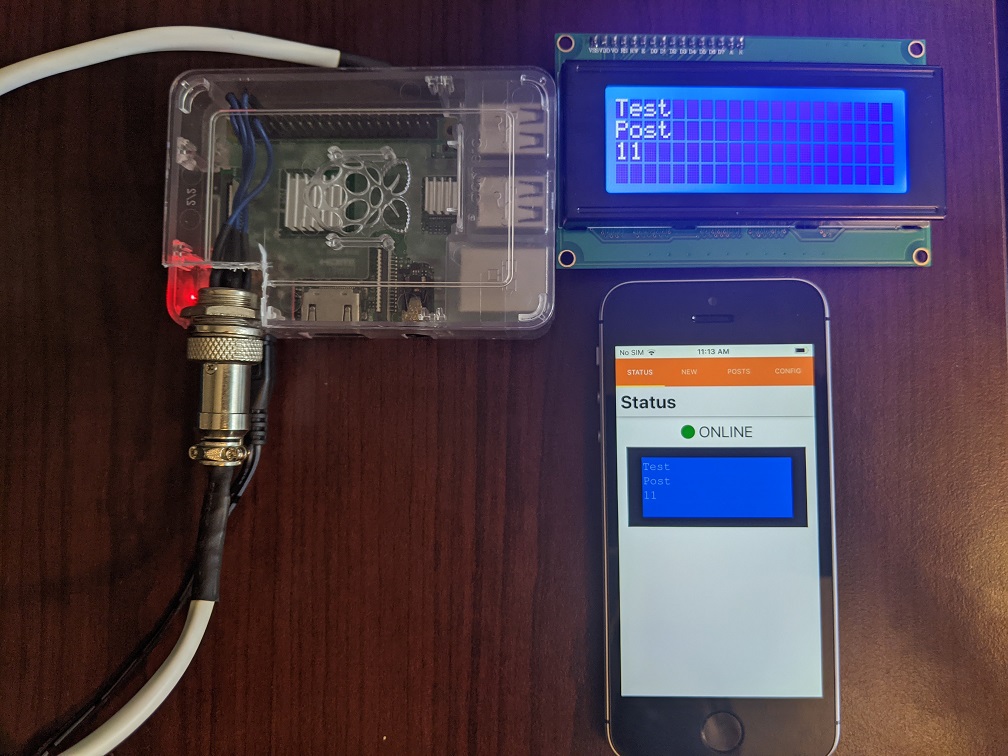 Test
Post
11
No SIM 11:13 AM
STATUS NEW POSTS CONFIG
Status
ONLINE
Test
Post
11